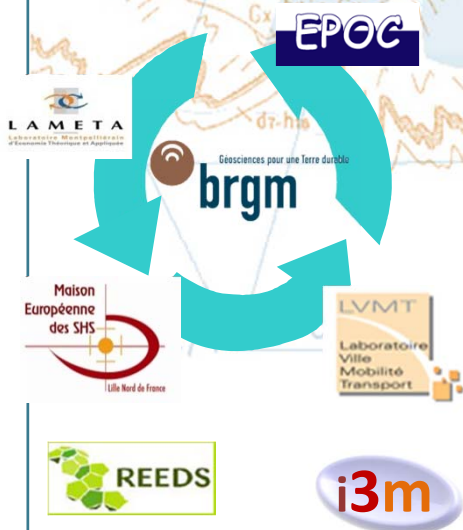 EPOC
LAMETA
Laboratoire Montpelliérain
d'Economie Théorique et Appliquée
Géosciences pour une Terre durable
brgm
Maison
Européenne
des SHS
Lille Nord de France
LVMT
Laboratoire
Ville
Mobilité
Transport
REEDS
i3m